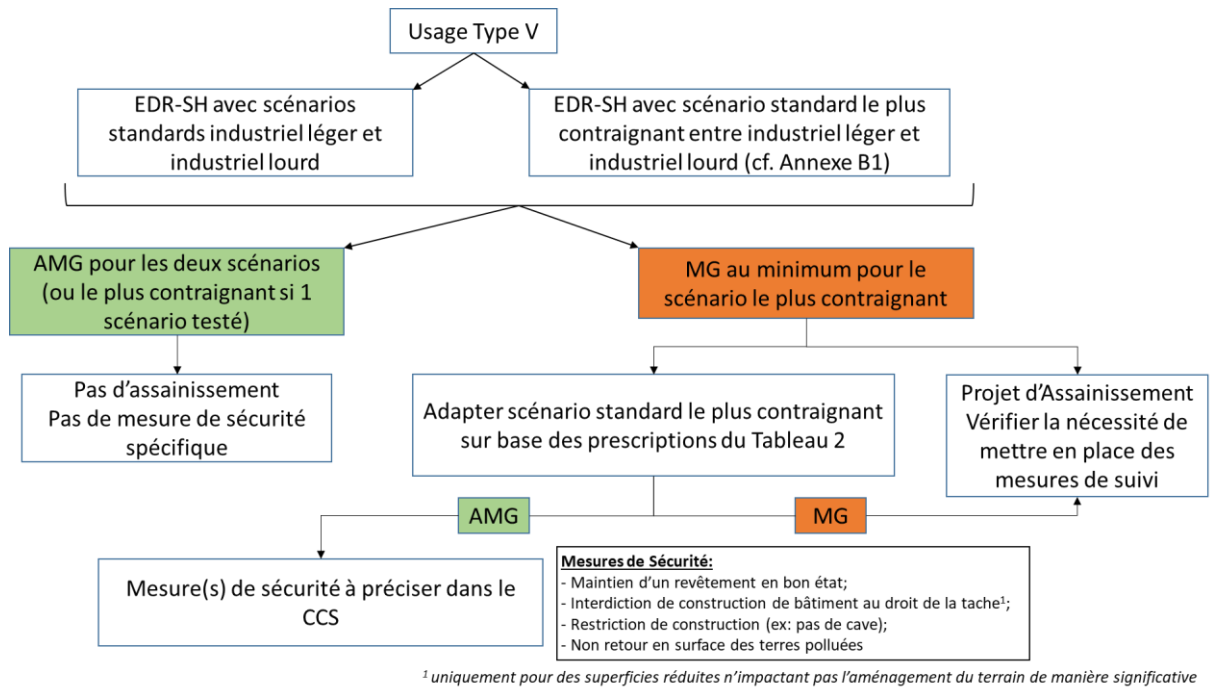 Usage Type V
EDR-SH avec scénarios
standards industriel léger et
industriel lourd
EDR-SH avec scénario standard le plus
contraignant entre industriel léger et
industriel lourd (cf. Annexe B1)
AMG pour les deux scénarios
(ou le plus contraignant si 1
scénario testé)
MG au minimum pour le
scénario le plus contraignant
Pas d’assainissement
Pas de mesure de sécurité
spécifique
Adapter scénario standard le plus contraignant
sur base des prescriptions du Tableau 2
Projet d’Assainissement
Vérifier la nécessité de
mettre en place des
mesures de suivi
AMG
MG
Mesure(s) de sécurité à préciser dans le
CCS
Mesures de Sécurité:
- Maintien d’un revêtement en bon état;
- Interdiction de construction de bâtiment au droit de la tache¹;
- Restriction de construction (ex: pas de cave);
- Non retour en surface des terres polluées
¹ uniquement pour des superficies réduites n’impactant pas l’aménagement du terrain de manière significative